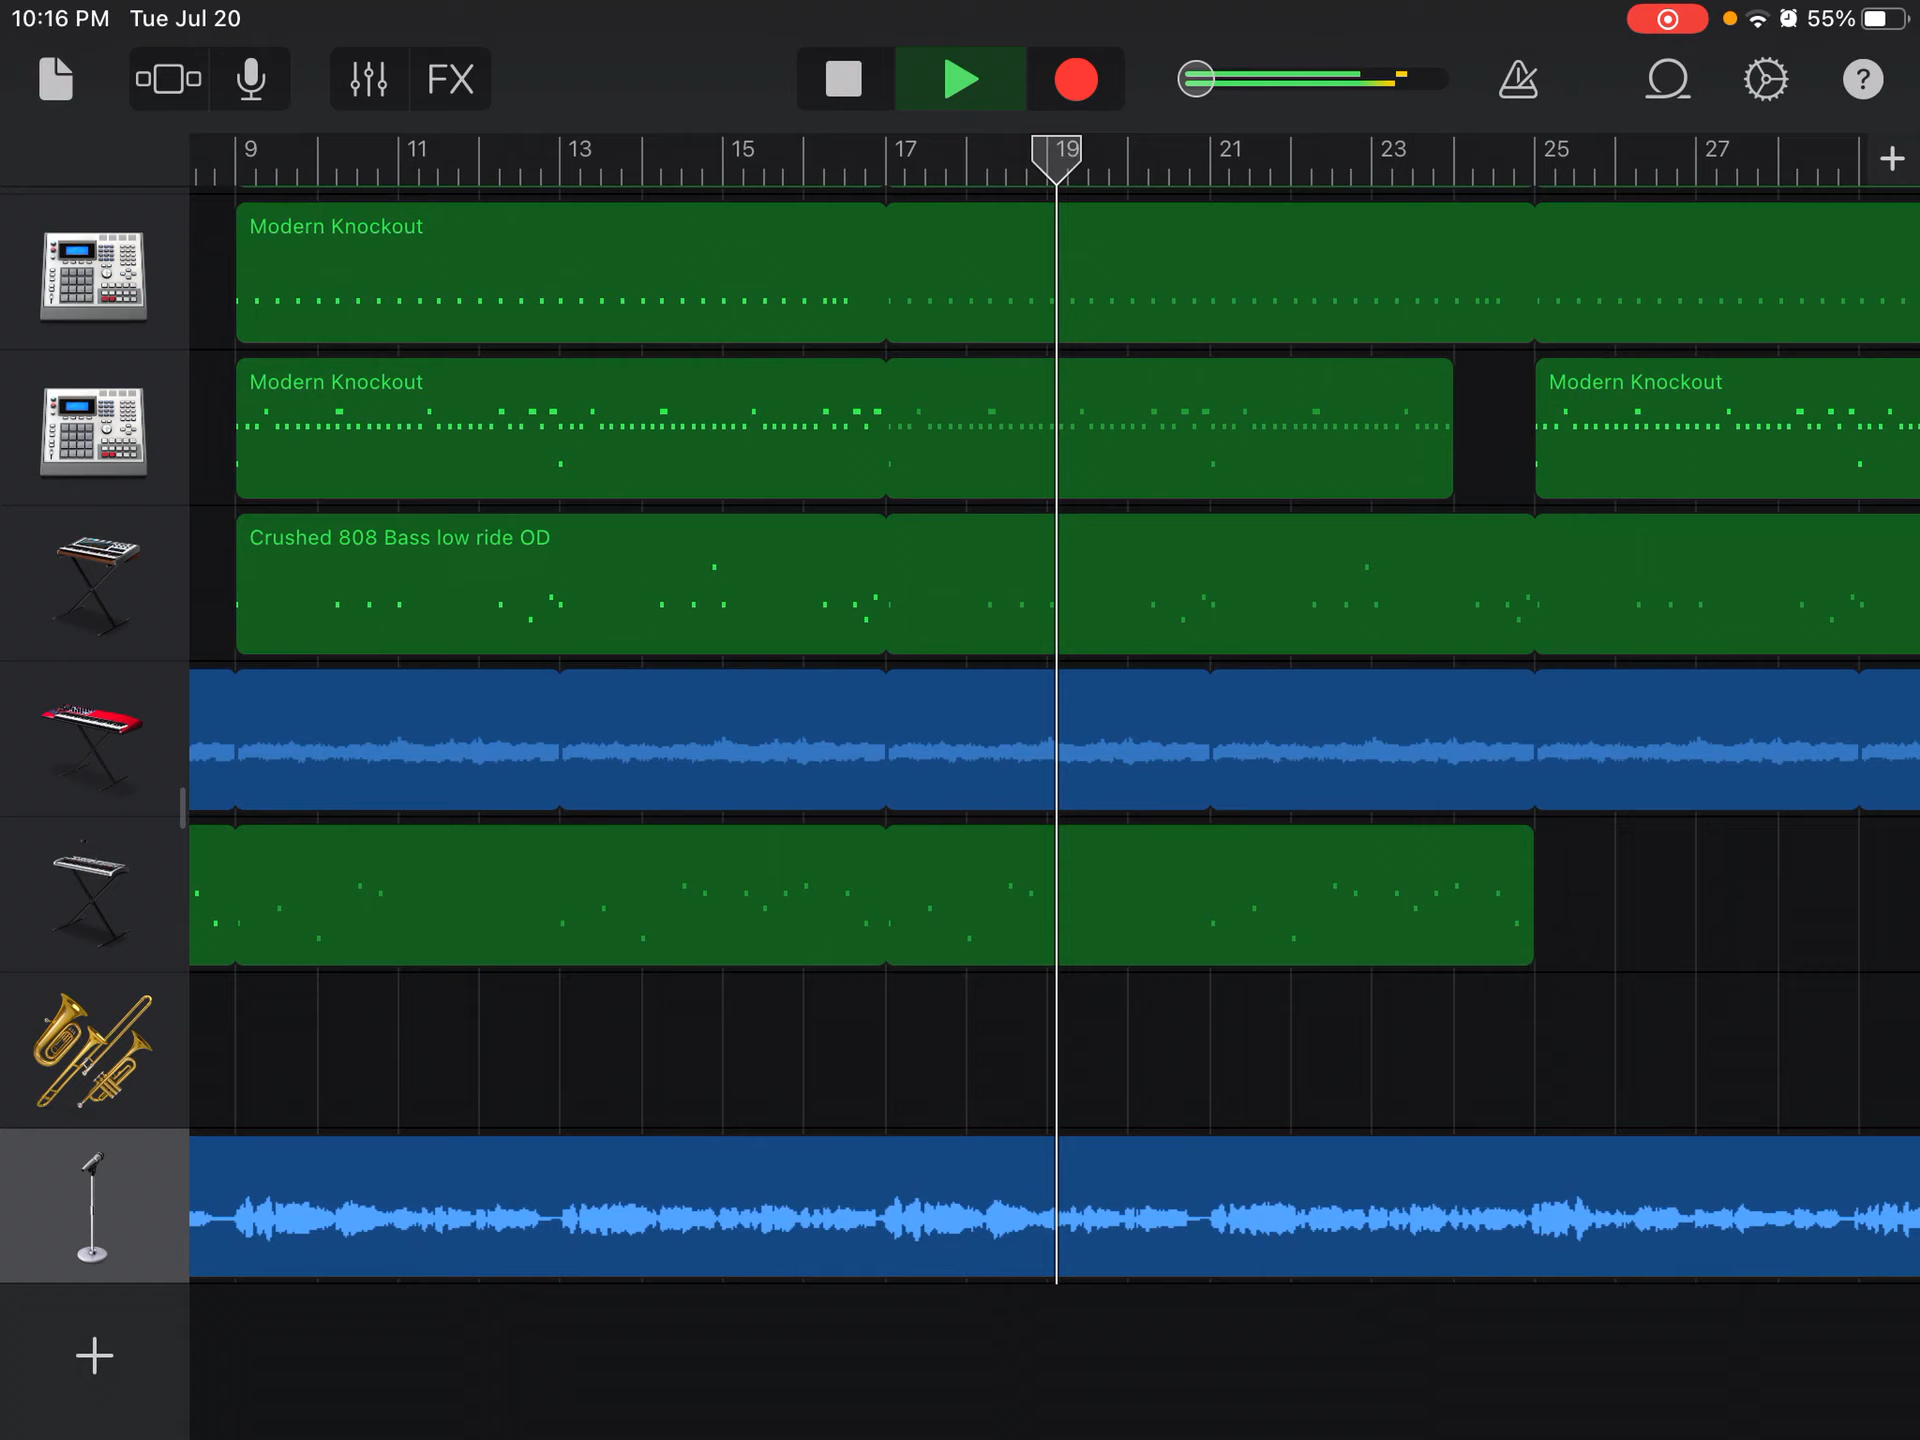 10:16 PM Tue Jul 20 55%
FX ?
9 11 13 15 17 19 21 23 25 27
Modern Knockout
Modern Knockout Modern Knockout
Crushed 808 Bass low ride OD